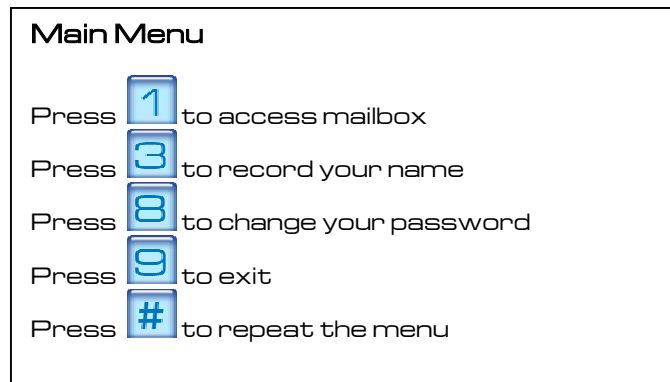 Main Menu
Press 1 to access mailbox
Press 3 to record your name
Press 8 to change your password
Press 9 to exit
Press # to repeat the menu